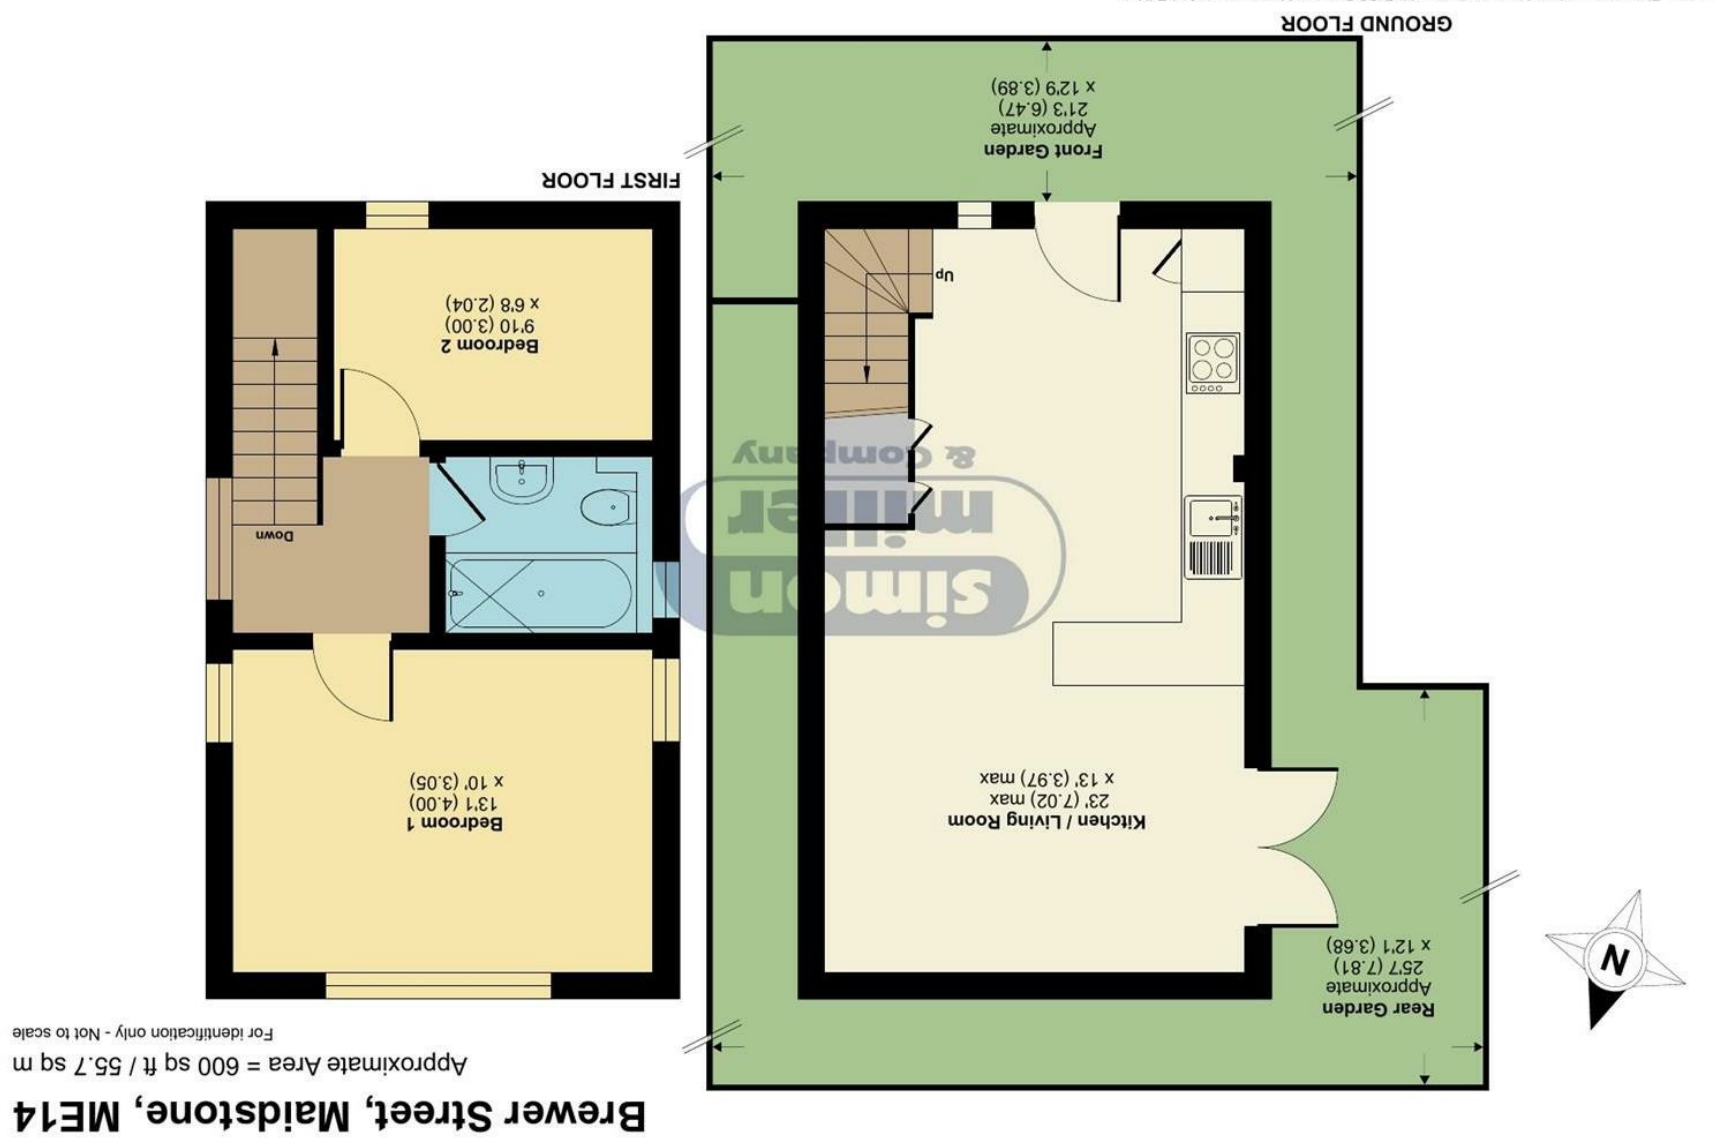 Brewer Street, Maidstone, ME14
Approximate Area = 600 sq ft / 55.7 sq m
For identification only - Not to scale
Rear Garden
Approximate
25'7 (7.81)
x 12'1 (3.68)
N
Kitchen / Living Room
23' (7.02) max
x 13' (3.97) max
simon
miller
& Company
Up
Front Garden
Approximate
21'3 (6.47)
x 12'9 (3.89)
GROUND FLOOR
Bedroom 1
13'1 (4.00)
x 10' (3.05)
Down
Bedroom 2
9'10 (3.00)
x 6'8 (2.04)
FIRST FLOOR